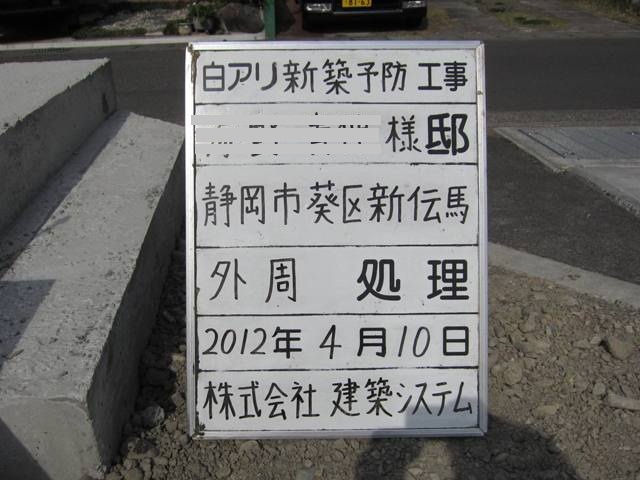 白アリ新築予防工事
様邸
静岡市葵区新伝馬
外周 処理
2012年4月10日
株式会社 建築システム